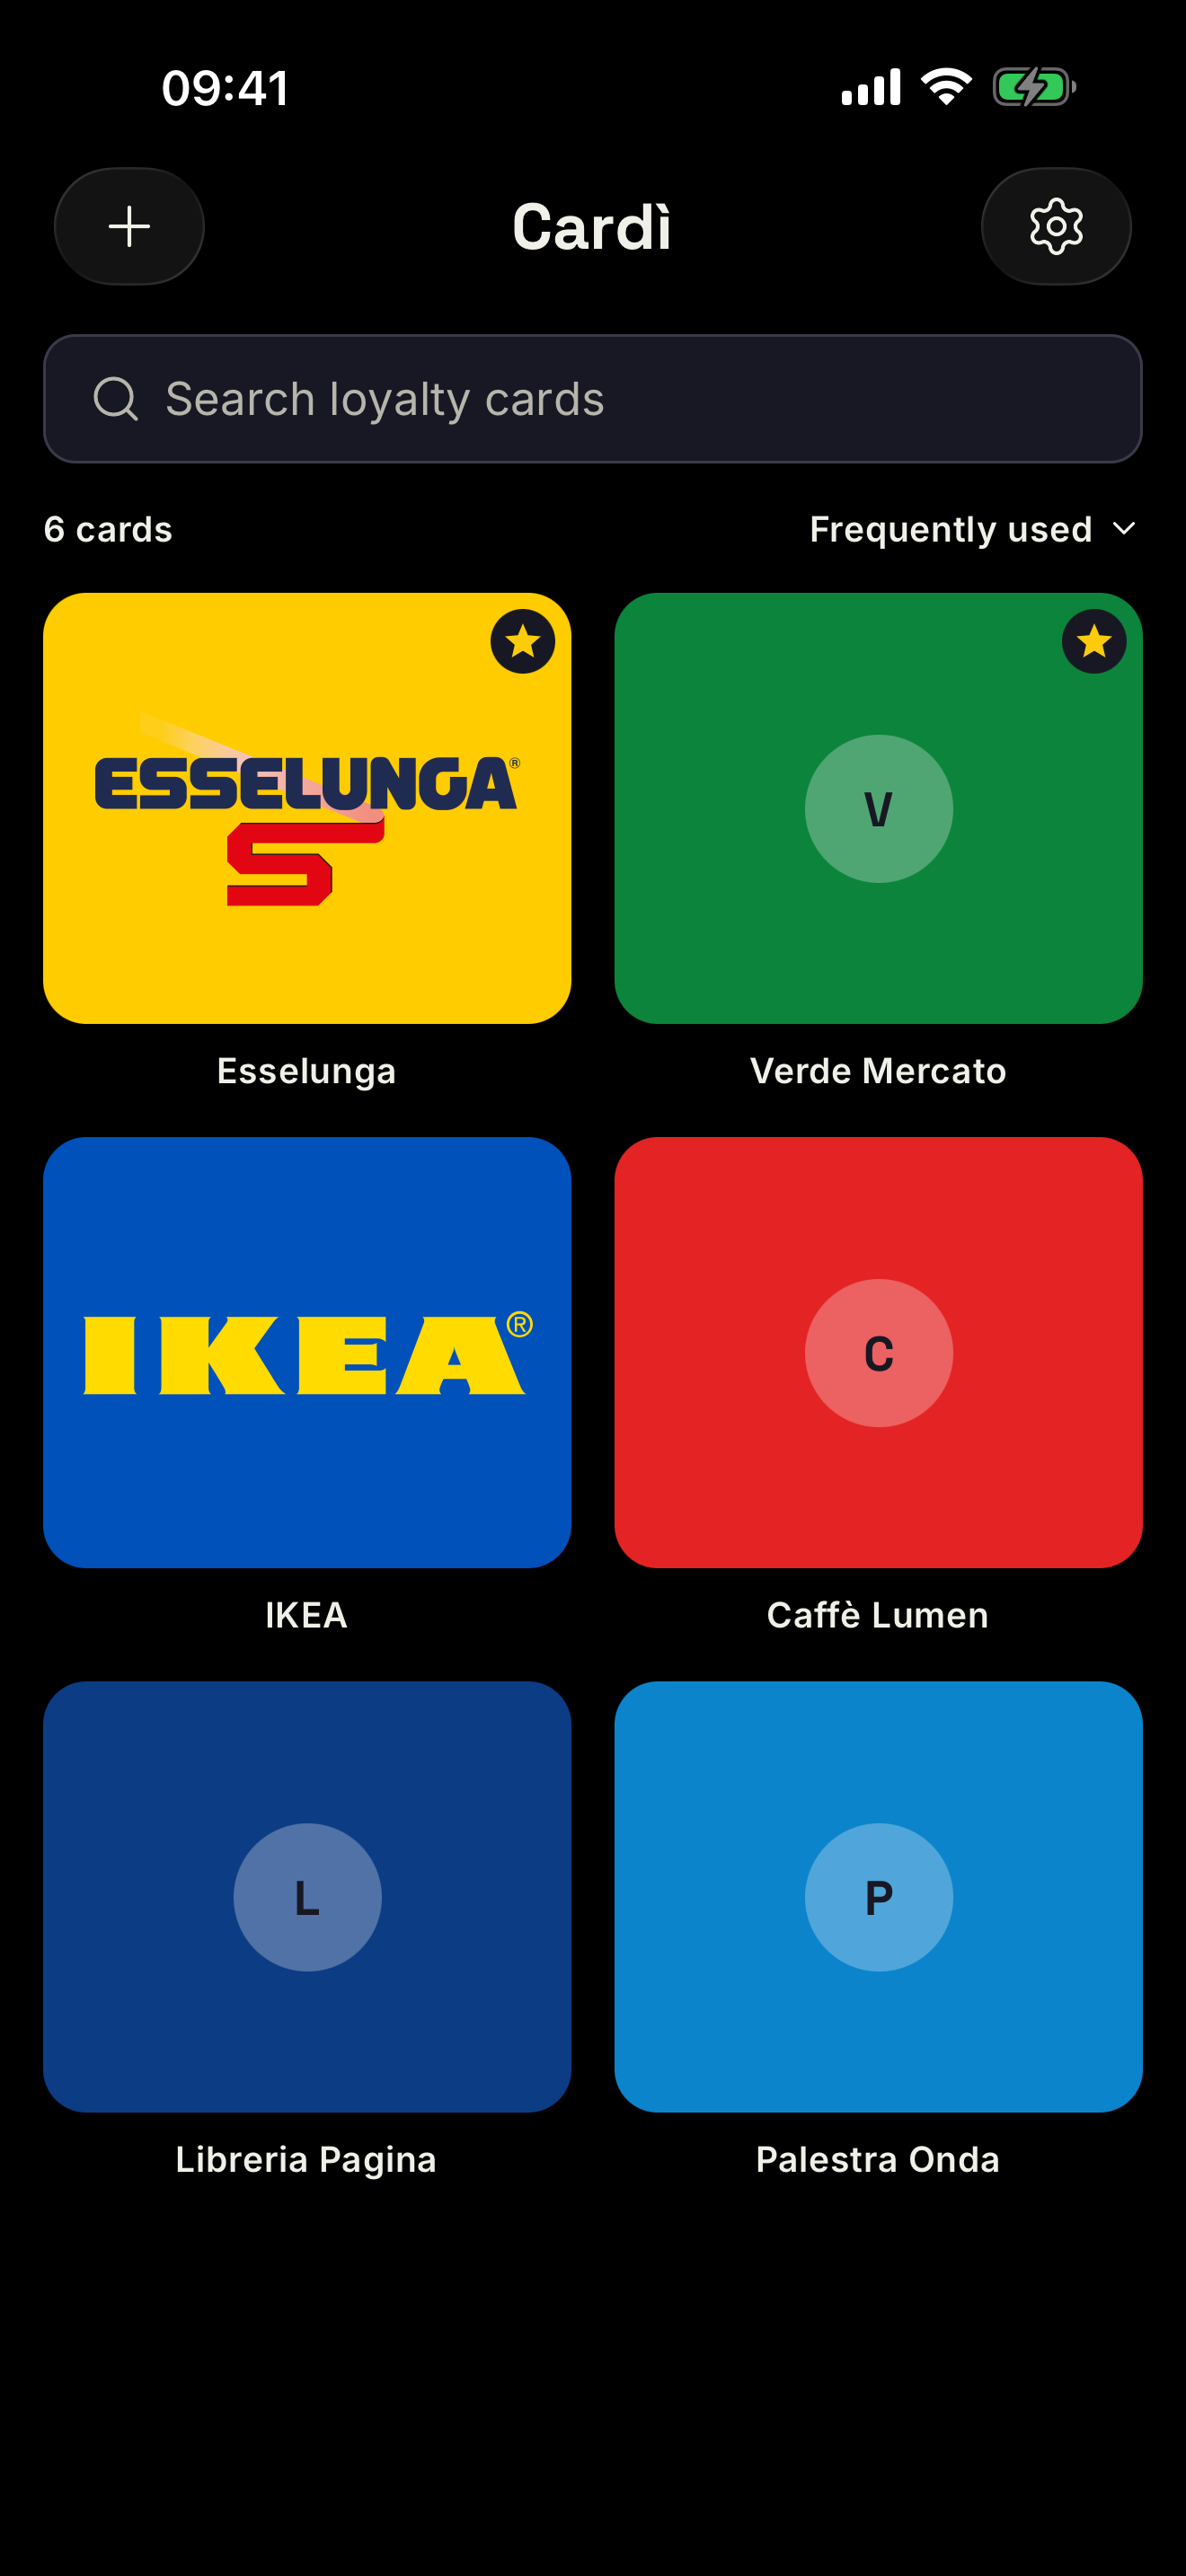 09:41
Cardì
Search loyalty cards
6 cards
Frequently used
ESSELUNGA®
S
V
Esselunga
Verde Mercato
IKEA®
C
IKEA
Caffè Lumen
L
P
Libreria Pagina
Palestra Onda